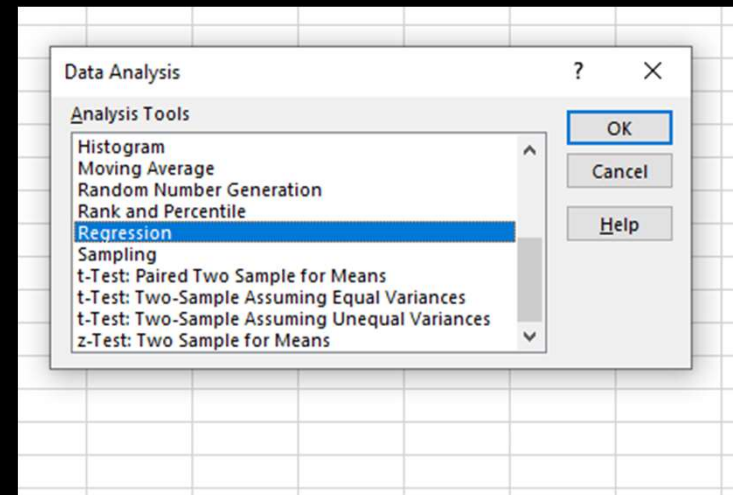 Data Analysis ?
Analysis Tools
Histogram
Moving Average
Random Number Generation
Rank and Percentile
Regression
Sampling
t-Test: Paired Two Sample for Means
t-Test: Two-Sample Assuming Equal Variances
t-Test: Two-Sample Assuming Unequal Variances
z-Test: Two Sample for Means
OK
Cancel
Help